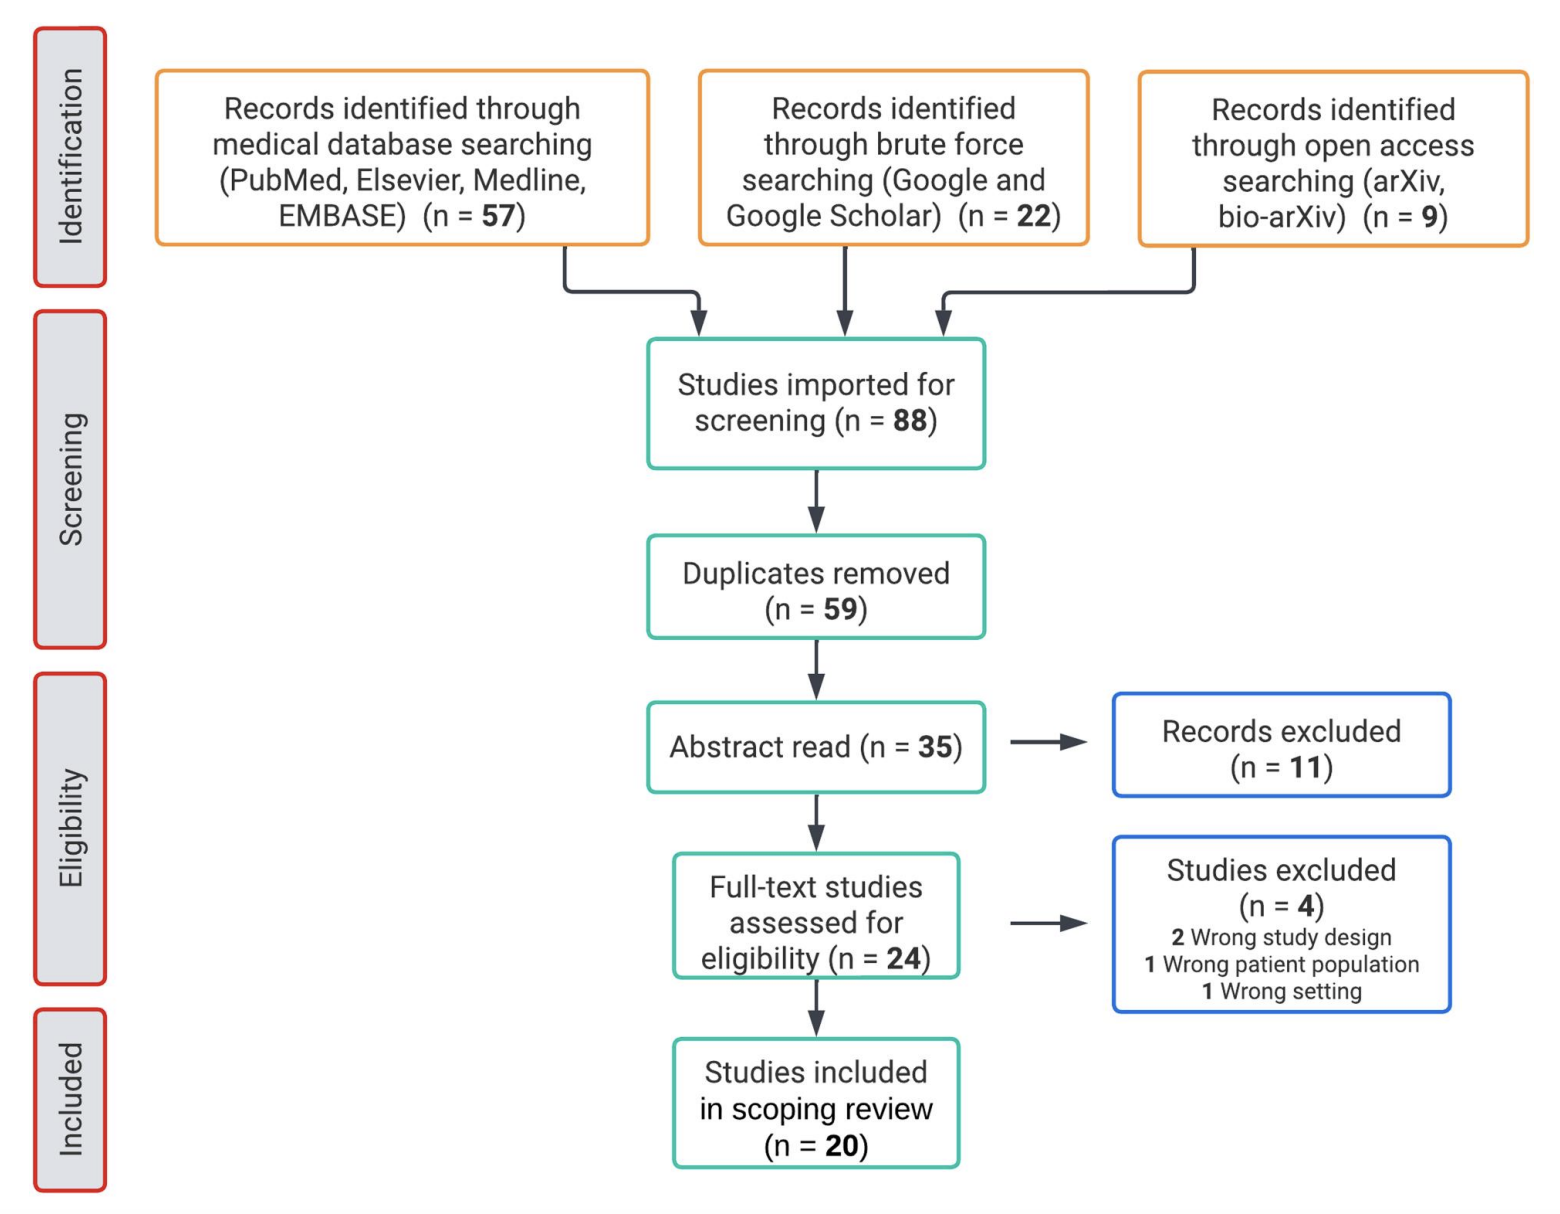 Identification
Records identified through
medical database searching
(PubMed, Elsevier, Medline,
EMBASE) (n = 57)
Records identified
through brute force
searching (Google and
Google Scholar) (n = 22)
Records identified
through open access
searching (arXiv,
bio-arXiv) (n = 9)
Screening
Studies imported for
screening (n = 88)
Duplicates removed
(n = 59)
Eligibility
Abstract read (n = 35)
Records excluded
(n = 11)
Full-text studies
assessed for
eligibility (n = 24)
Studies excluded
(n = 4)
2 Wrong study design
1 Wrong patient population
1 Wrong setting
Included
Studies included
in scoping review
(n = 20)